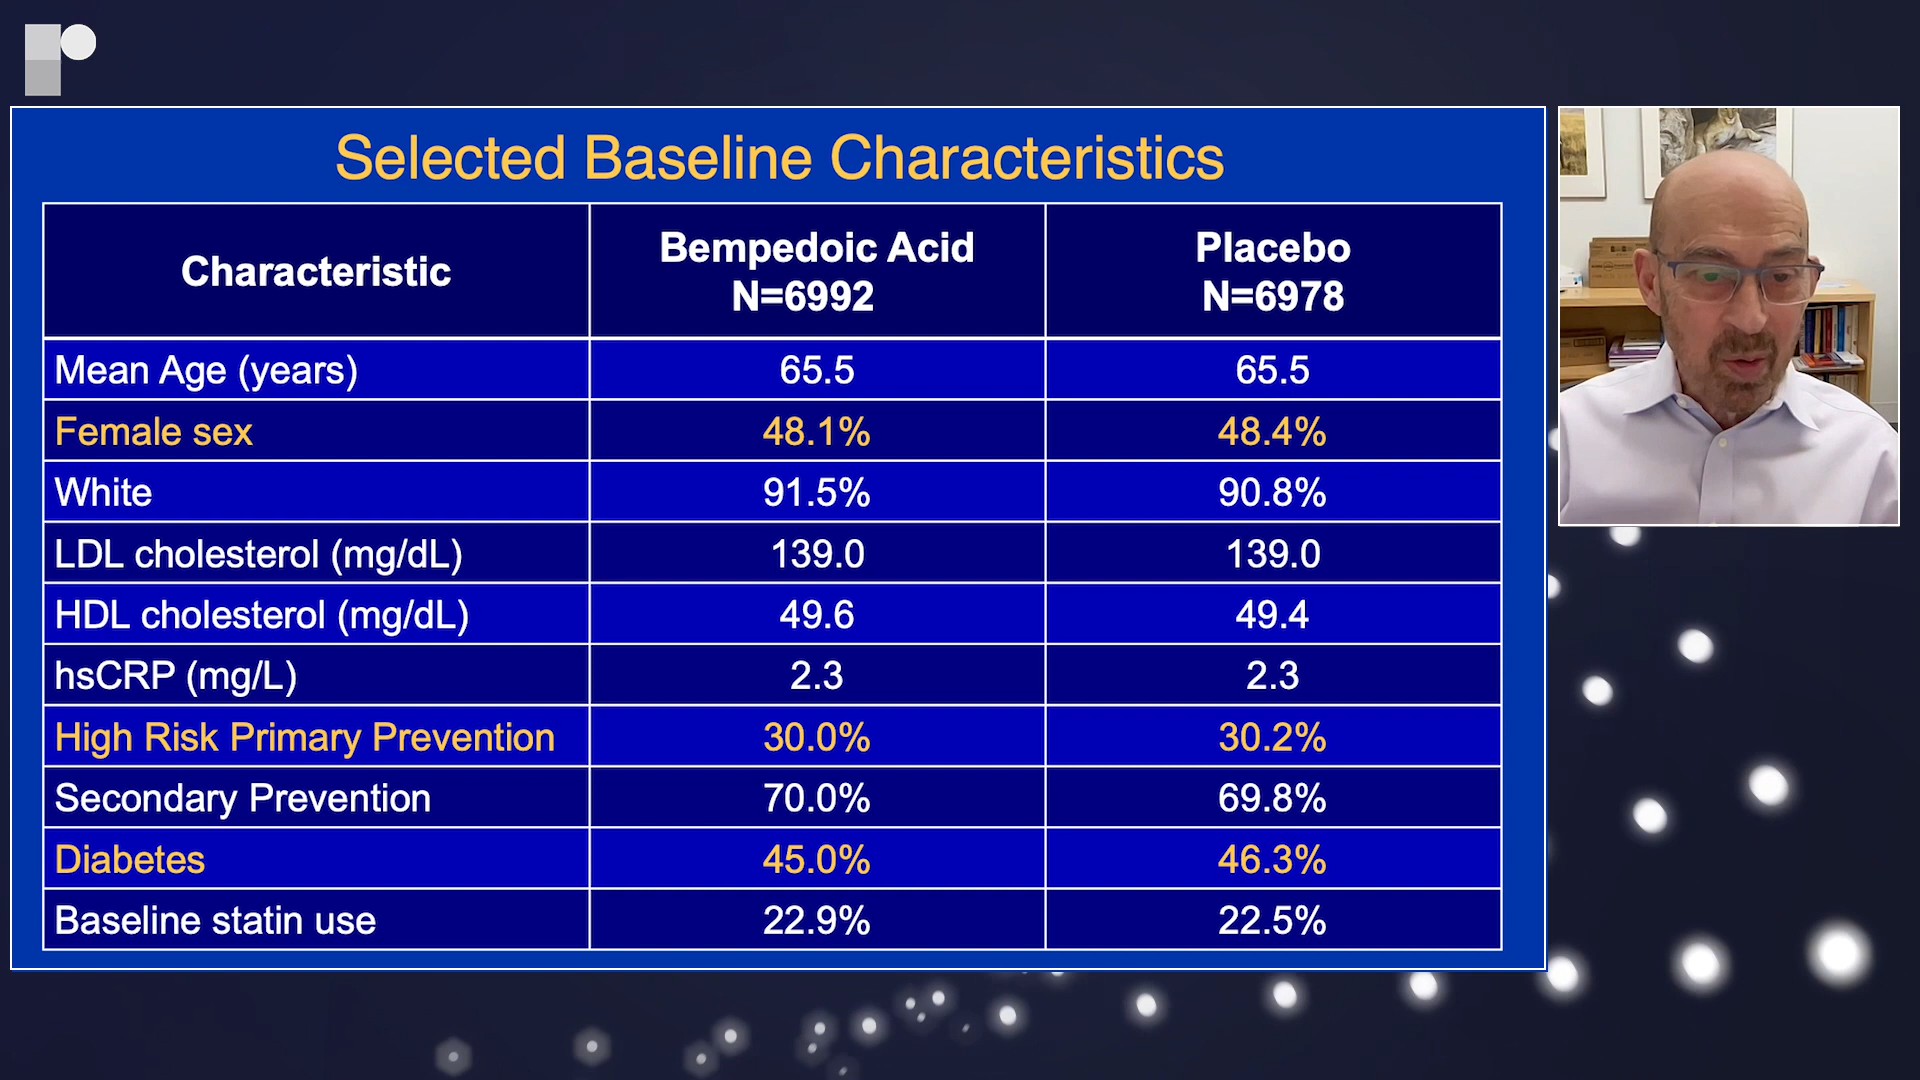 Selected Baseline Characteristics
Characteristic
Bempedoic Acid
N=6992
Placebo
N=6978
Mean Age (years) 65.5 65.5
Female sex 48.1% 48.4%
White 91.5% 90.8%
LDL cholesterol (mg/dL) 139.0 139.0
HDL cholesterol (mg/dL) 49.6 49.4
hsCRP (mg/L) 2.3 2.3
High Risk Primary Prevention 30.0% 30.2%
Secondary Prevention 70.0% 69.8%
Diabetes 45.0% 46.3%
Baseline statin use 22.9% 22.5%